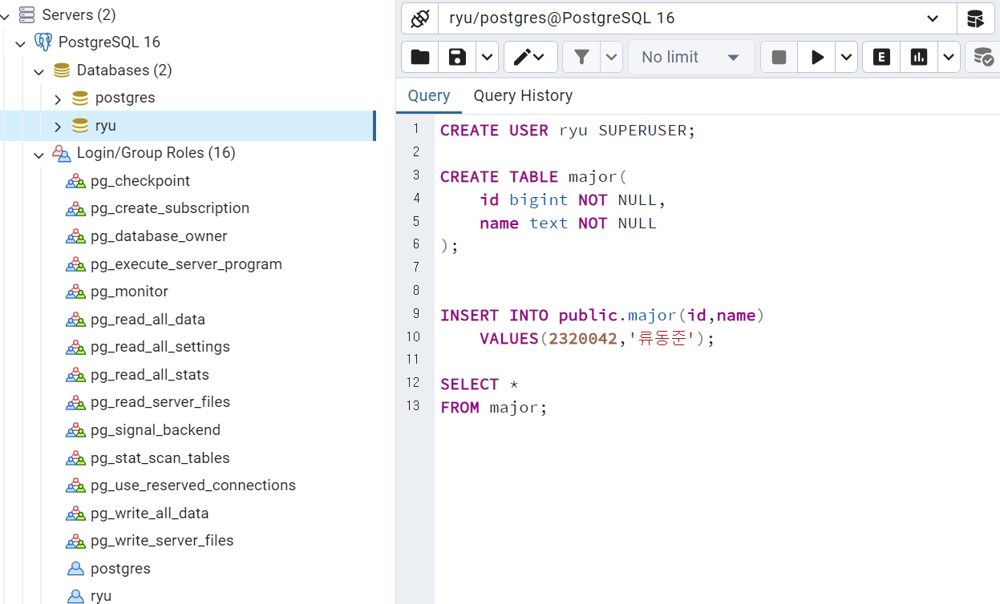 Servers (2)
PostgreSQL 16
Databases (2)
postgres
ryu
Login/Group Roles (16)
pg_checkpoint
pg_create_subscription
pg_database_owner
pg_execute_server_program
pg_monitor
pg_read_all_data
pg_read_all_settings
pg_read_all_stats
pg_read_server_files
pg_signal_backend
pg_stat_scan_tables
pg_use_reserved_connections
pg_write_all_data
pg_write_server_files
postgres
ryu
ryu/postgres@PostgreSQL 16
No limit
E
Query Query History
1 CREATE USER ryu SUPERUSER;
2
3 CREATE TABLE major(
4 id bigint NOT NULL,
5 name text NOT NULL
6 );
7
8
9 INSERT INTO public.major(id,name)
10 VALUES(2320042,'류동준');
11
12 SELECT *
13 FROM major;